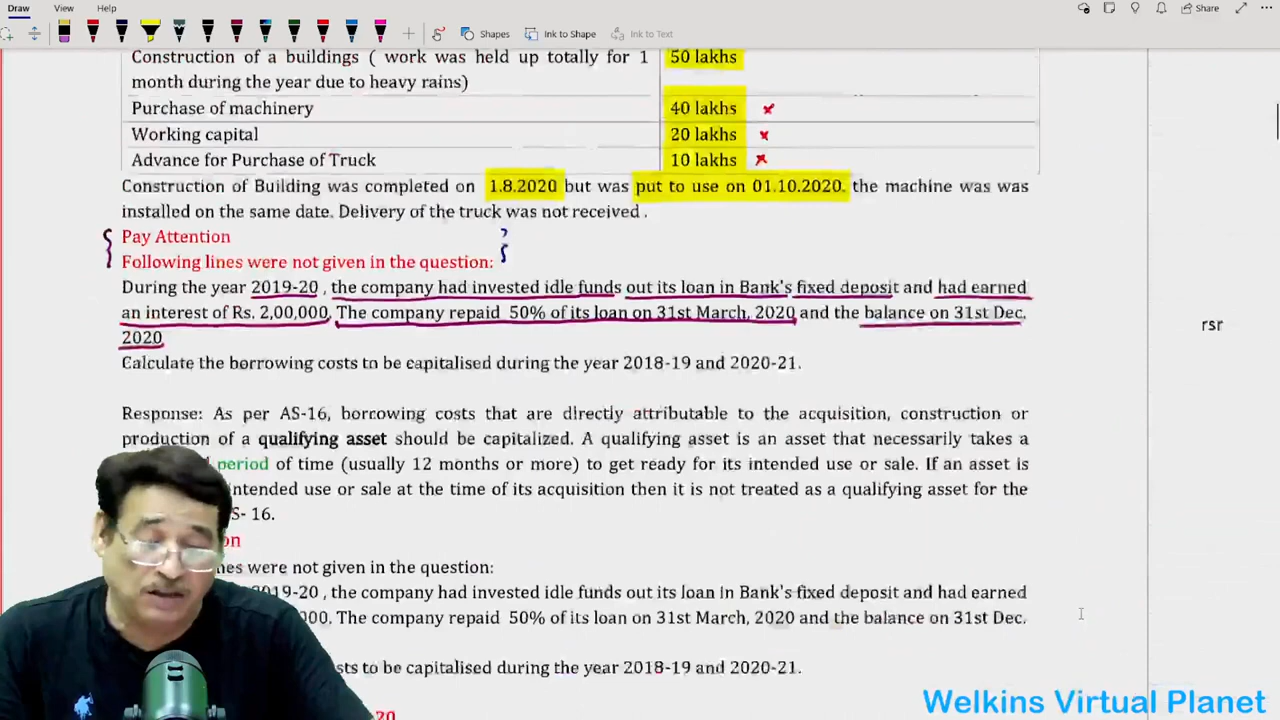 Draw View Help
Shapes Ink to Shape Ink to Text Share
Construction of a buildings ( work was held up totally for 1 50 lakhs
month during the year due to heavy rains)
Purchase of machinery 40 lakhs
Working capital 20 lakhs
Advance for Purchase of Truck 10 lakhs
Construction of Building was completed on 1.8.2020 but was put to use on 01.10.2020. the machine was was
installed on the same date. Delivery of the truck was not received .
Pay Attention
Following lines were not given in the question:
During the year 2019-20 , the company had invested idle funds out its loan in Bank's fixed deposit and had earned
an interest of Rs. 2,00,000. The company repaid 50% of its loan on 31st March, 2020 and the balance on 31st Dec.
2020
rsr
Calculate the borrowing costs to be capitalised during the year 2018-19 and 2020-21.
Response: As per AS-16, borrowing costs that are directly attributable to the acquisition, construction or
production of a qualifying asset should be capitalized. A qualifying asset is an asset that necessarily takes a
period of time (usually 12 months or more) to get ready for its intended use or sale. If an asset is
intended use or sale at the time of its acquisition then it is not treated as a qualifying asset for the
S- 16.
on
nes were not given in the question:
2019-20 , the company had invested idle funds out its loan in Bank's fixed deposit and had earned
000. The company repaid 50% of its loan on 31st March, 2020 and the balance on 31st Dec.
sts to be capitalised during the year 2018-19 and 2020-21.
20
Welkins Virtual Planet